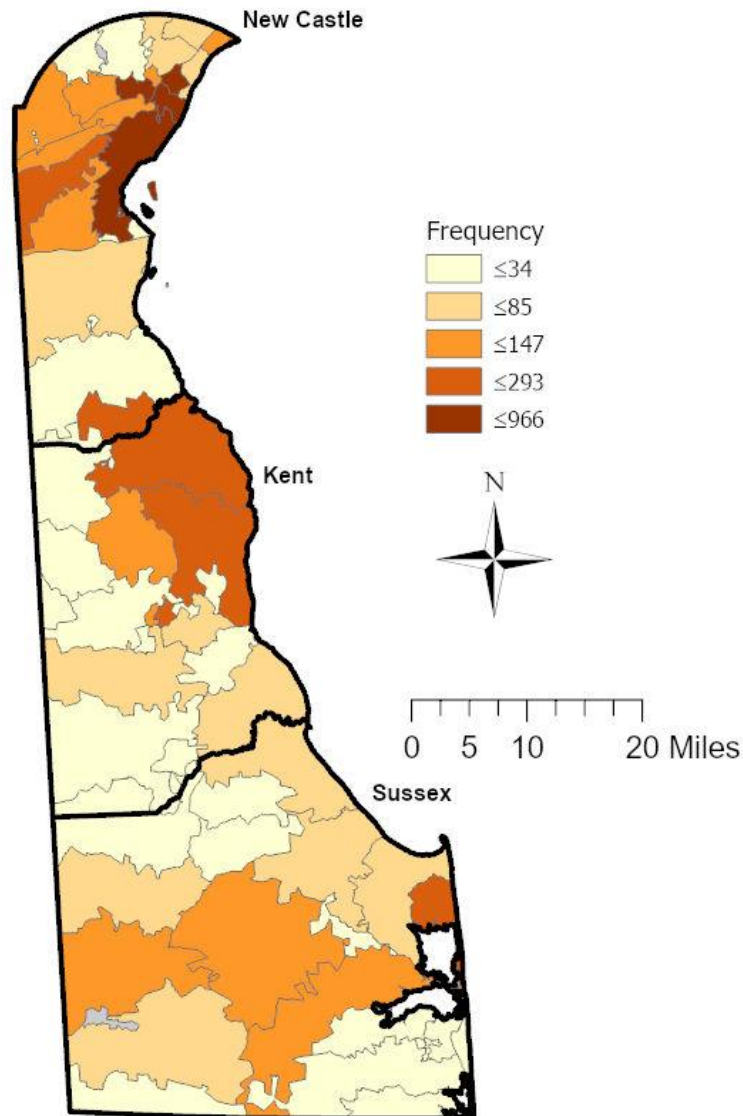 New Castle
Frequency
≤34
≤85
≤147
≤293
≤966
Kent
N
0 5 10 20 Miles
Sussex